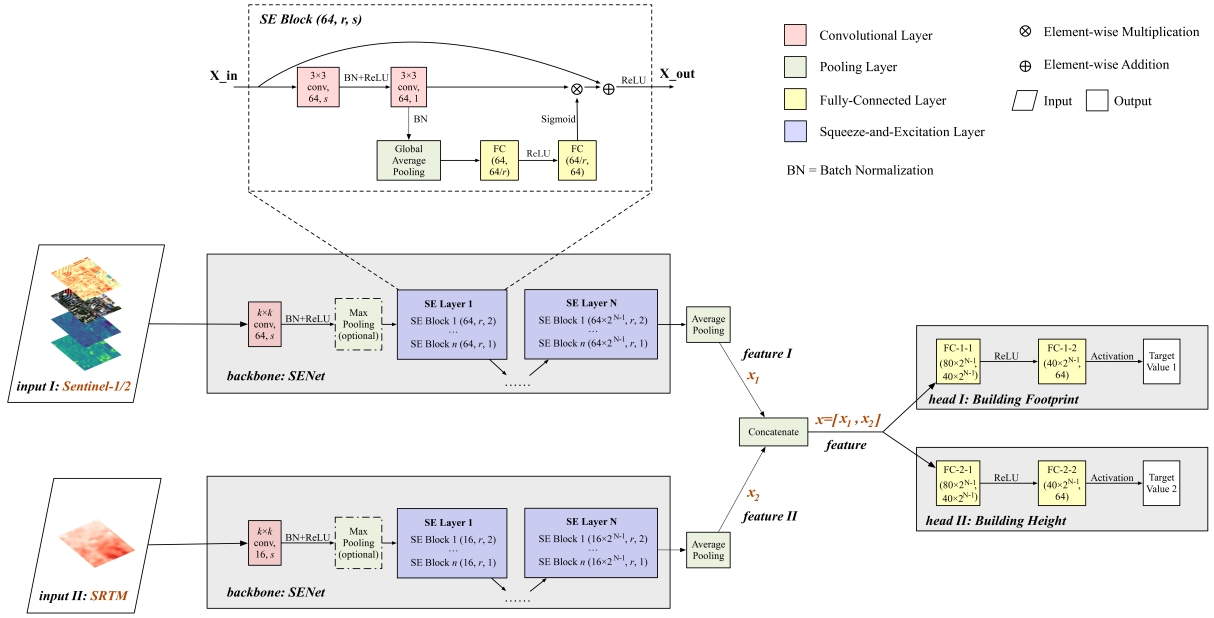 SE Block (64, r, s)
X_in
3×3
conv,
64, s
BN+ReLU
3×3
conv,
64, 1
ReLU
X_out
BN
Sigmoid
Global
Average
Pooling
FC
(64,
64/r)
ReLU
FC
(64/r,
64)
Convolutional Layer
Pooling Layer
Fully-Connected Layer
Squeeze-and-Excitation Layer
BN = Batch Normalization
Element-wise Multiplication
Element-wise Addition
Input
Output
input I: Sentinel-1/2
k×k
conv,
64, s
BN+ReLU
Max
Pooling
(optional)
SE Layer 1
SE Block 1 (64, r, 2)
...
SE Block n (64, r, 1)
......
SE Layer N
SE Block 1 (64×2^N-1, r, 2)
...
SE Block n (64×2^N-1, r, 1)
backbone: SENet
Average
Pooling
feature I
x1
input II: SRTM
k×k
conv,
16, s
BN+ReLU
Max
Pooling
(optional)
SE Layer 1
SE Block 1 (16, r, 2)
...
SE Block n (16, r, 1)
......
SE Layer N
SE Block 1 (16×2^N-1, r, 2)
...
SE Block n (16×2^N-1, r, 1)
backbone: SENet
Average
Pooling
x2
feature II
Concatenate
x=[x1 , x2]
feature
FC-1-1
(80×2^N-1,
40×2^N-1)
ReLU
FC-1-2
(40×2^N-1,
64)
Activation
Target
Value 1
head I: Building Footprint
FC-2-1
(80×2^N-1,
40×2^N-1)
ReLU
FC-2-2
(40×2^N-1,
64)
Activation
Target
Value 2
head II: Building Height